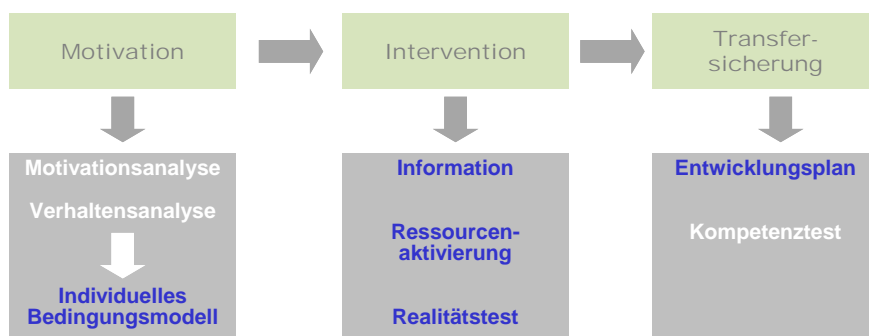 Motivation
Intervention
Transfer-
sicherung
Motivationsanalyse
Verhaltensanalyse
Individuelles
Bedingungsmodell
Information
Ressourcen-
aktivierung
Realitätstest
Entwicklungsplan
Kompetenztest